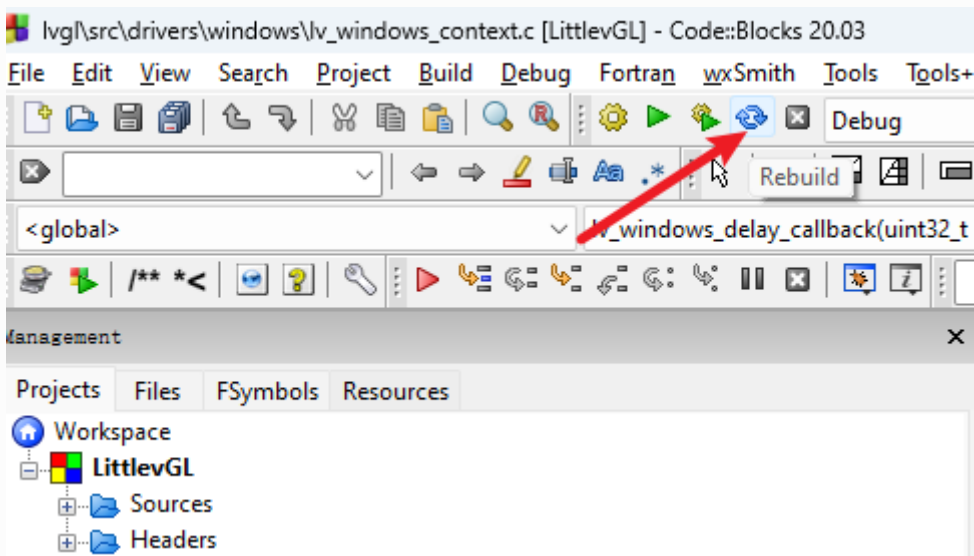 lvgl\src\drivers\windows\lv_windows_context.c [LittlevGL] - Code::Blocks 20.03
File Edit View Search Project Build Debug Fortran wxSmith Tools Tools+
Debug
Rebuild
<global>
lv_windows_delay_callback(uint32_t
/** *<
Management
Projects Files FSymbols Resources
Workspace
LittlevGL
Sources
Headers